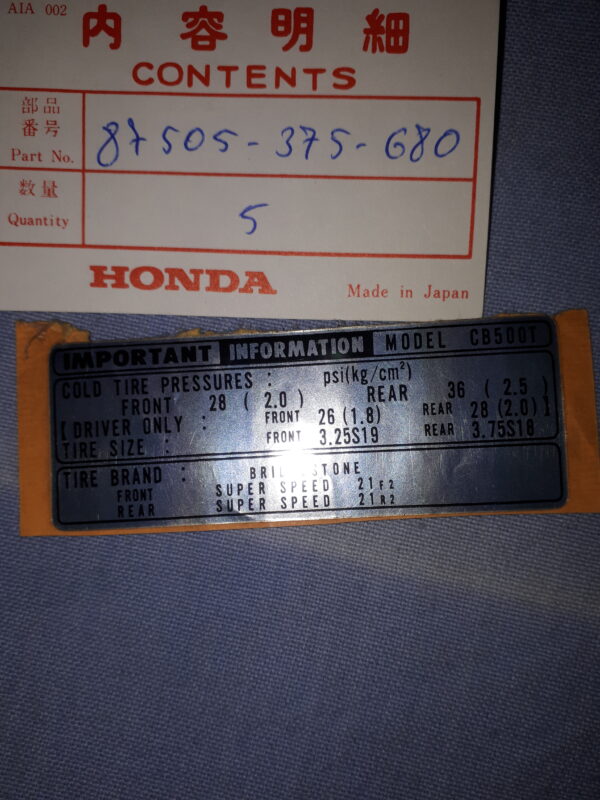 AIA 002
内容明細
CONTENTS
部品
番号
Part No. 87505-375-680
数量
Quantity 5
HONDA Made in Japan
IMPORTANT INFORMATION MODEL CB500T
COLD TIRE PRESSURES : psi(kg/cm²)
FRONT 28 ( 2.0 ) REAR 36 ( 2.5 )
[ DRIVER ONLY : FRONT 26 (1.8) REAR 28 (2.0) ]
TIRE SIZE : FRONT 3.25S19 REAR 3.75S18
TIRE BRAND :
FRONT SUPER SPEED 21F2
REAR SUPER SPEED 21R2